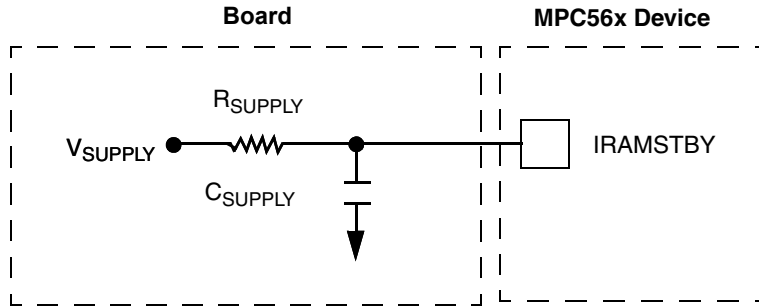 Board
MPC56x Device
RSUPPLY
VSUPPLY
IRAMSTBY
CSUPPLY